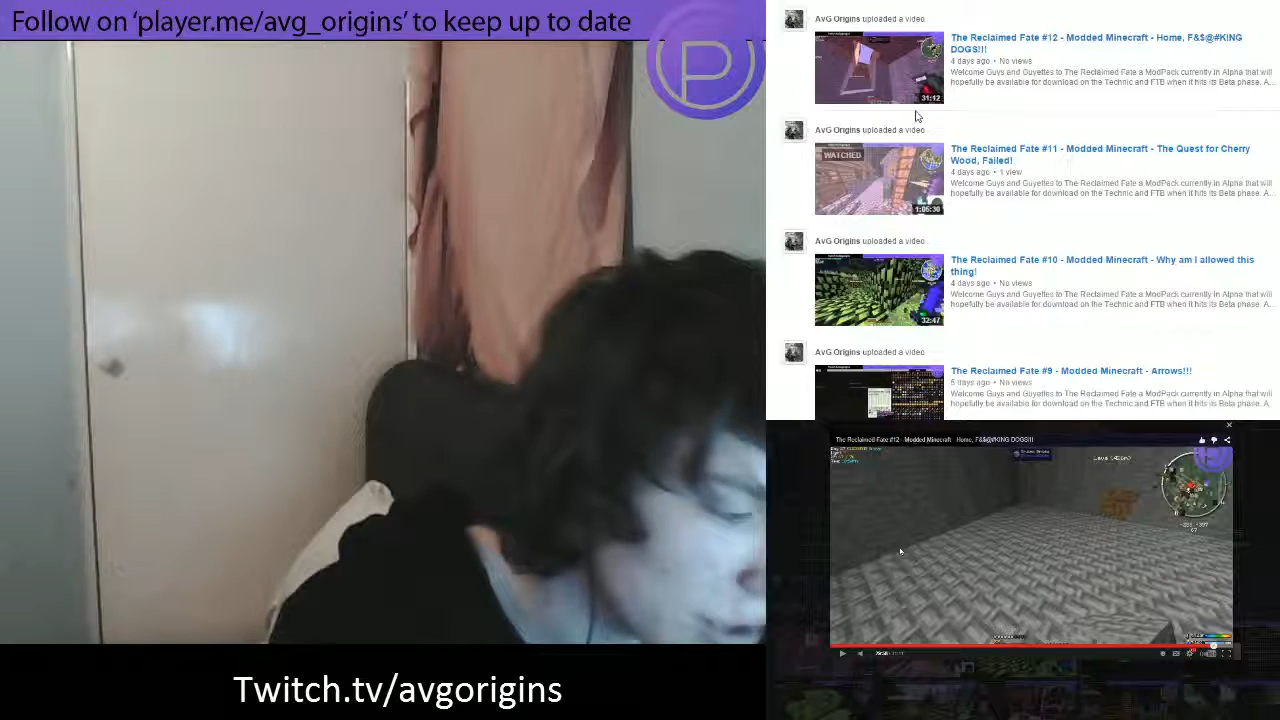 Follow on 'player.me/avg_origins' to keep up to date
P
AvG Origins uploaded a video
The Reclaimed Fate #12 - Modded Minecraft - Home, F&$@#KING
DOGS!!!
4 days ago • No views
Welcome Guys and Guyettes to The Reclaimed Fate a ModPack currently in Alpha that will
hopefully be available for download on the Technic and FTB when it hits its Beta phase. A...
31:12
AvG Origins uploaded a video
WATCHED
The Reclaimed Fate #11 - Modded Minecraft - The Quest for Cherry
Wood, Failed!
4 days ago • 1 view
Welcome Guys and Guyettes to The Reclaimed Fate a ModPack currently in Alpha that will
hopefully be available for download on the Technic and FTB when it hits its Beta phase. A...
1:05:30
AvG Origins uploaded a video
The Reclaimed Fate #10 - Modded Minecraft - Why am I allowed this
thing!
4 days ago • No views
Welcome Guys and Guyettes to The Reclaimed Fate a ModPack currently in Alpha that will
hopefully be available for download on the Technic and FTB when it hits its Beta phase. A...
32:47
AvG Origins uploaded a video
The Reclaimed Fate #9 - Modded Minecraft - Arrows!!!
5 days ago • No views
Welcome Guys and Guyettes to The Reclaimed Fate a ModPack currently in Alpha that will
hopefully be available for download on the Technic and FTB when it hits its Beta phase. A...
The Reclaimed Fate #12 - Modded Minecraft - Home, F&$@#KING DOGS!!!
Twitch.tv/avgorigins